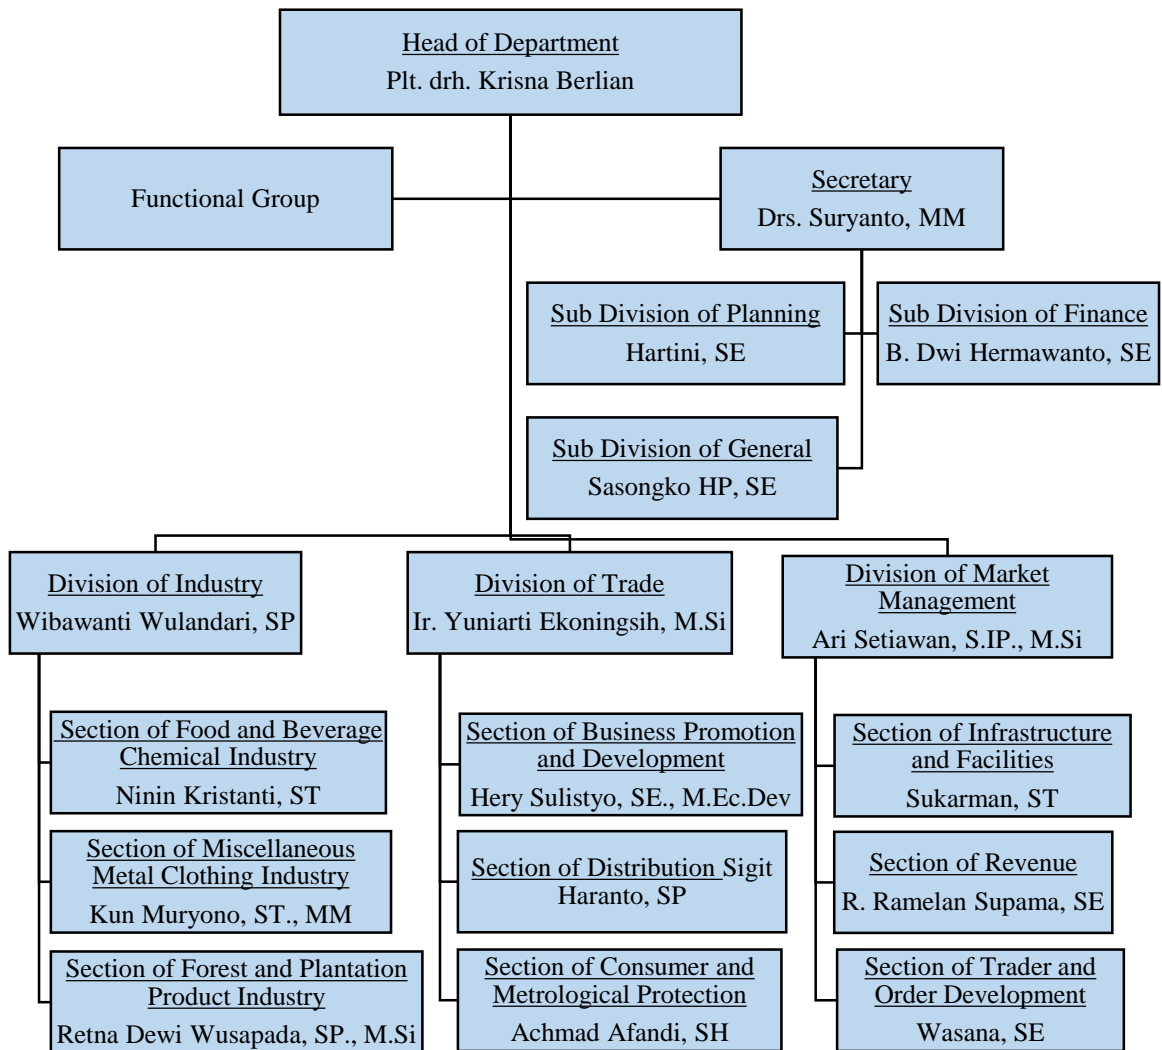 Head of Department
Plt. drh. Krisna Berlian
Functional Group
Secretary
Drs. Suryanto, MM
Sub Division of Planning
Hartini, SE
Sub Division of Finance
B. Dwi Hermawanto, SE
Sub Division of General
Sasongko HP, SE
Division of Industry
Wibawanti Wulandari, SP
Division of Trade
Ir. Yuniarti Ekoningsih, M.Si
Division of Market
Management
Ari Setiawan, S.IP., M.Si
Section of Food and Beverage
Chemical Industry
Ninin Kristanti, ST
Section of Miscellaneous
Metal Clothing Industry
Kun Muryono, ST., MM
Section of Forest and Plantation
Product Industry
Retna Dewi Wusapada, SP., M.Si
Section of Business Promotion
and Development
Hery Sulistyo, SE., M.Ec.Dev
Section of Distribution Sigit
Haranto, SP
Section of Consumer and
Metrological Protection
Achmad Afandi, SH
Section of Infrastructure
and Facilities
Sukarman, ST
Section of Revenue
R. Ramelan Supama, SE
Section of Trader and
Order Development
Wasana, SE